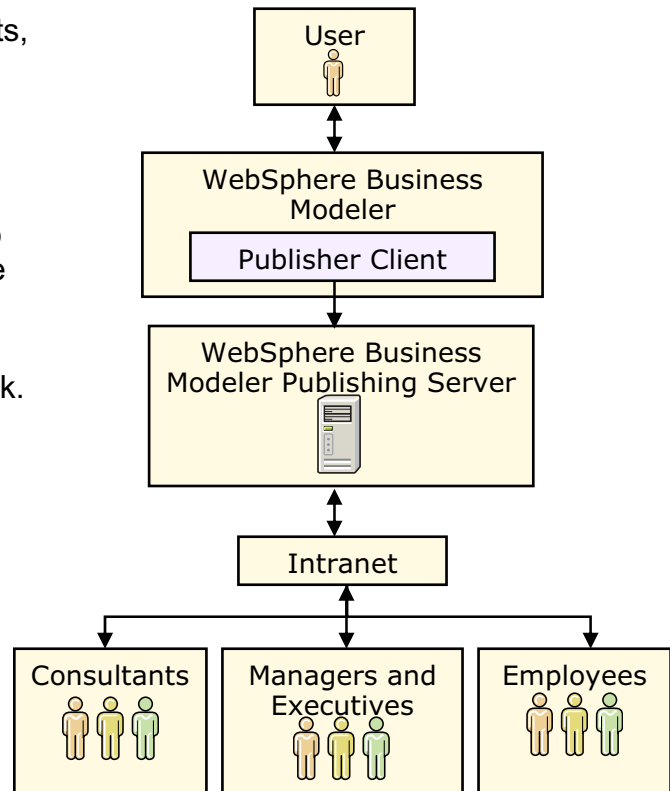 ts,
User
WebSphere Business
Modeler
Publisher Client
e
WebSphere Business
Modeler Publishing Server
k.
Intranet
Consultants
Managers and
Executives
Employees